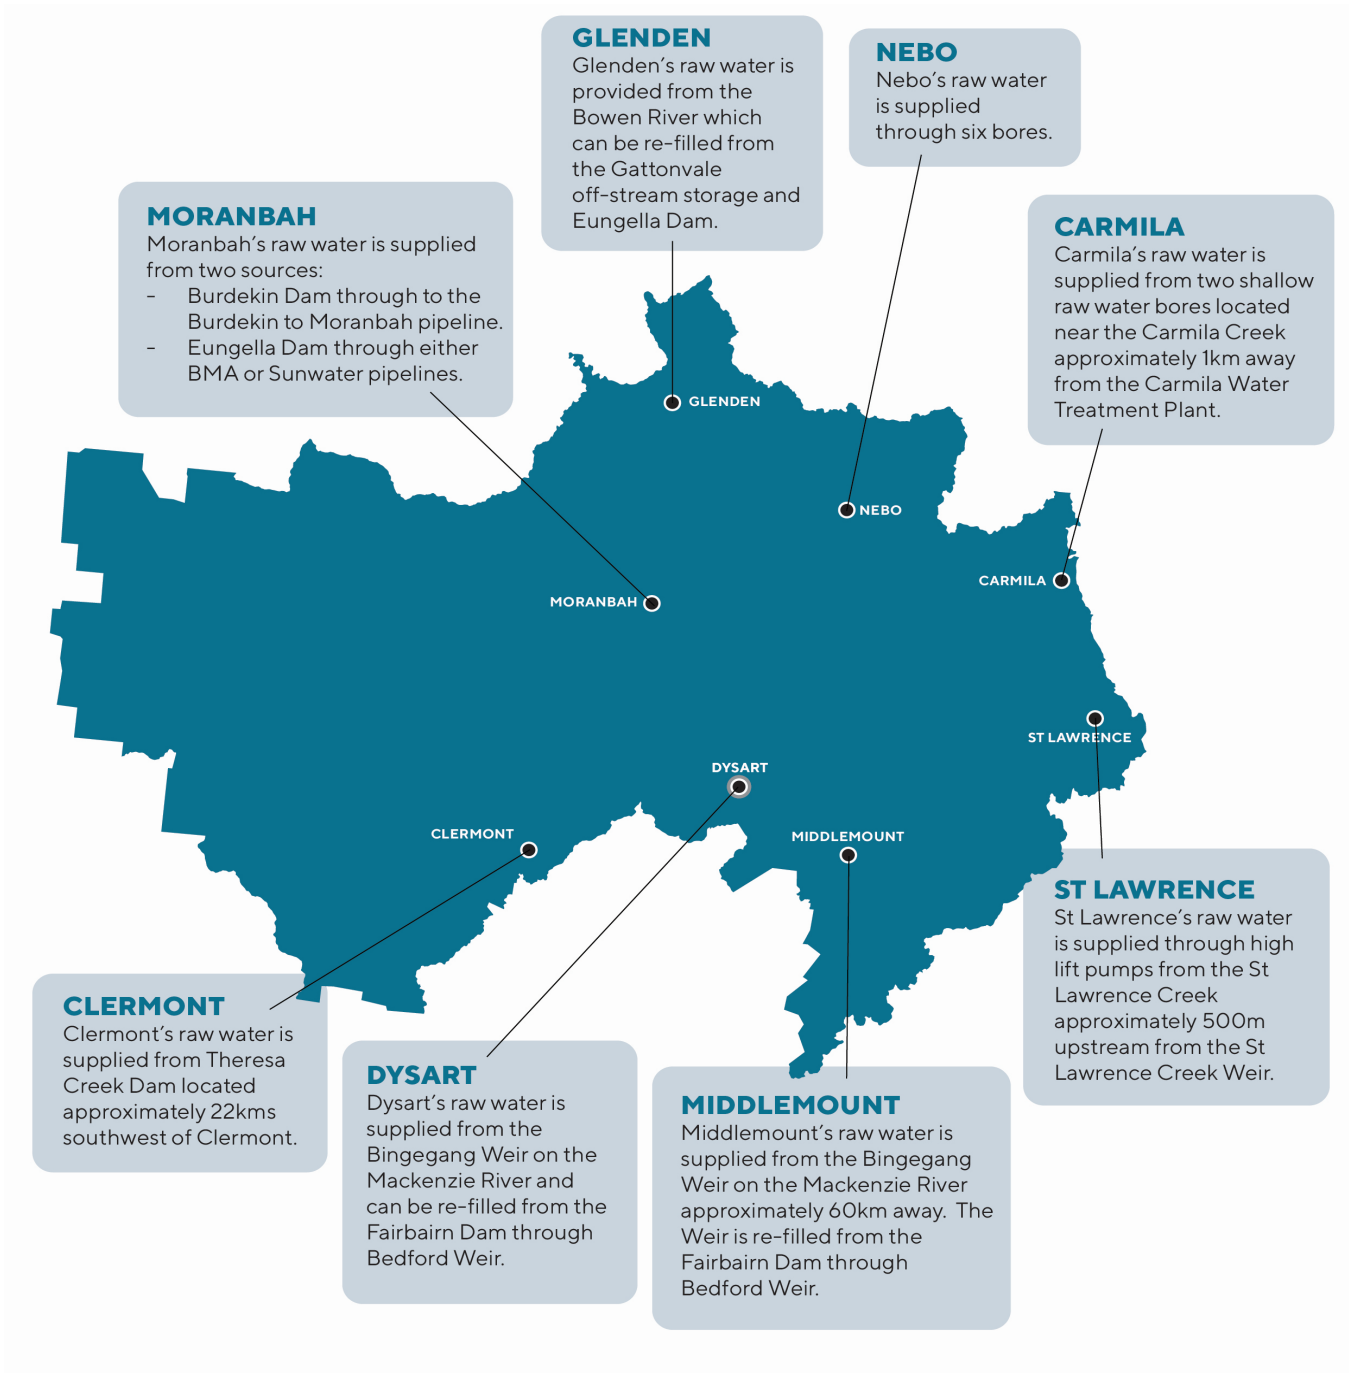 GLENDEN
Glenden's raw water is
provided from the
Bowen River which
can be re-filled from
the Gattonvale
off-stream storage and
Eungella Dam.
NEBO
Nebo's raw water
is supplied
through six bores.
MORANBAH
Moranbah's raw water is supplied
from two sources:
- Burdekin Dam through to the
Burdekin to Moranbah pipeline.
- Eungella Dam through either
BMA or Sunwater pipelines.
CARMILA
Carmila's raw water is
supplied from two shallow
raw water bores located
near the Carmila Creek
approximately 1km away
from the Carmila Water
Treatment Plant.
GLENDEN
NEBO
CARMILA
MORANBAH
ST LAWRENCE
DYSART
CLERMONT
MIDDLEMOUNT
ST LAWRENCE
St Lawrence's raw water
is supplied through high
lift pumps from the St
Lawrence Creek
approximately 500m
upstream from the St
Lawrence Creek Weir.
CLERMONT
Clermont's raw water is
supplied from Theresa
Creek Dam located
approximately 22kms
southwest of Clermont.
DYSART
Dysart's raw water is
supplied from the
Bingegang Weir on the
Mackenzie River and
can be re-filled from the
Fairbairn Dam through
Bedford Weir.
MIDDLEMOUNT
Middlemount's raw water is
supplied from the Bingegang
Weir on the Mackenzie River
approximately 60km away.  The
Weir is re-filled from the
Fairbairn Dam through
Bedford Weir.